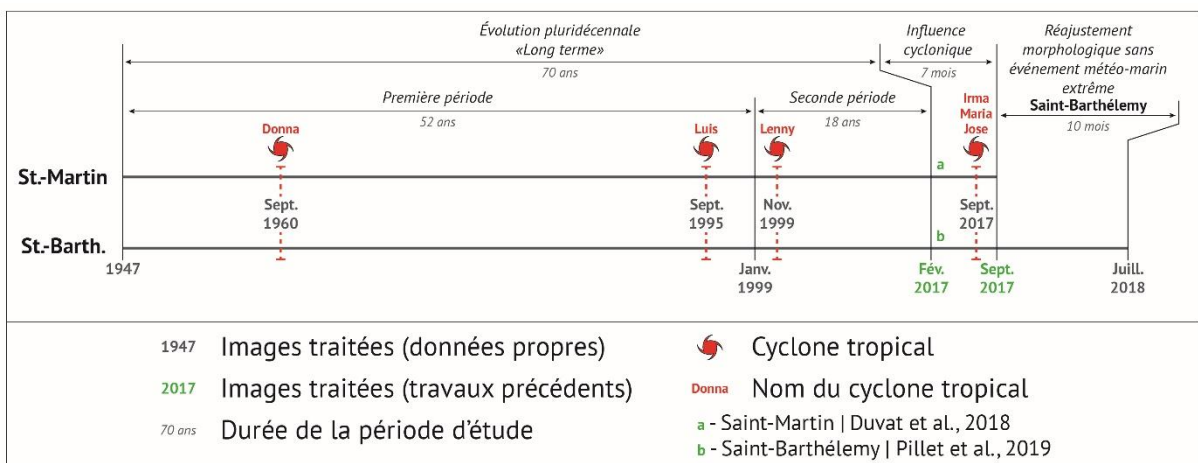 Évolution pluridécennale
«Long terme»
70 ans
Influence
cyclonique
7 mois
Réajustement
morphologique sans
événement météo-marin
extrême
Saint-Barthélemy
10 mois
Première période
52 ans
Seconde période
18 ans
Donna
Luis
Lenny
Irma
Maria
Jose
St.-Martin
a
Sept.
1960
Sept.
1995
Nov.
1999
Sept.
2017
St.-Barth.
b
1947
Janv.
1999
Fév.
2017
Sept.
2017
Juill.
2018
1947 Images traitées (données propres)
2017 Images traitées (travaux précédents)
70 ans Durée de la période d'étude
Cyclone tropical
Donna Nom du cyclone tropical
a - Saint-Martin | Duvat et al., 2018
b - Saint-Barthélemy | Pillet et al., 2019